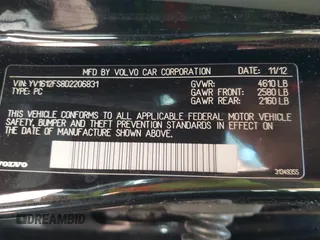 MFD BY VOLVO CAR CORPORATION 11/12
VIN: YV1612FS8D2206831 GVWR: 4610 LB
TYPE: PC GAWR FRONT: 2580 LB
GAWR REAR: 2160 LB
THIS VEHICLE CONFORMS TO ALL APPLICABLE FEDERAL MOTOR VEHICLE
SAFETY, BUMPER, AND THEFT PREVENTION STANDARDS IN EFFECT ON THE
DATE OF MANUFACTURE SHOWN ABOVE.
VOLVO 31349355
DREAMBID